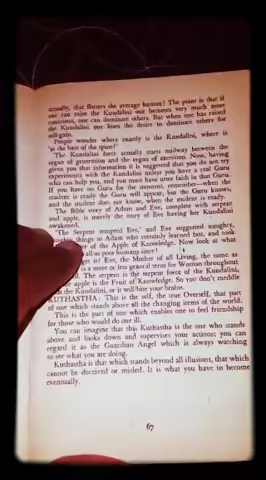 actually, that flatters the average human! The point is that if
one can raise the Kundalini one becomes very much more
conscious, one can dominate others. But when one has raised
the Kundalini one loses the desire to dominate others for
self-gain.
People wonder where exactly is the Kundalini, where is
'at the base of the spine?'
The Kundalini force actually starts midway between the
organ of generation and the organ of excretion. Now, having
given you that information it is suggested that you do not try
experiments with the Kundalini unless you have a real Guru
who can help you, and you must have utter faith in that Guru.
If you have no Guru for the moment, remember—when the
student is ready the Guru will appear, but the Guru knows,
and the student does not know, when the student is ready.
The Bible story of Adam and Eve, complete with serpent
and apple, is merely the story of Eve having her Kundalini
awakened.
'The Serpent tempted Eve,' and Eve suggested naughty,
things to Adam who certainly learned fast, and took
of the Apple of Knowledge. Now look at what
all us poor humans since!
Eve, the Mother of all Living, the same as
is a more or less general term for Woman throughout
The serpent is the serpent force of the Kundalini,
apple is the Fruit of Knowledge. So you don't meddle
the Kundalini, or it will bite your brains.
KUTHASTHA: This is the self, the true Overself, that part
of one which stands above all the changing items of the world.
This is the part of one which enables one to feel friendship
for those who would do one ill.
You can imagine that this Kuthastha is the one who stands
above and looks down and supervises your actions; you can
regard it as the Guardian Angel which is always watching
to see what you are doing.
Kuthastha is that which stands beyond all illusions, that which
cannot be deceived or misled. It is what you have to become
eventually.
67